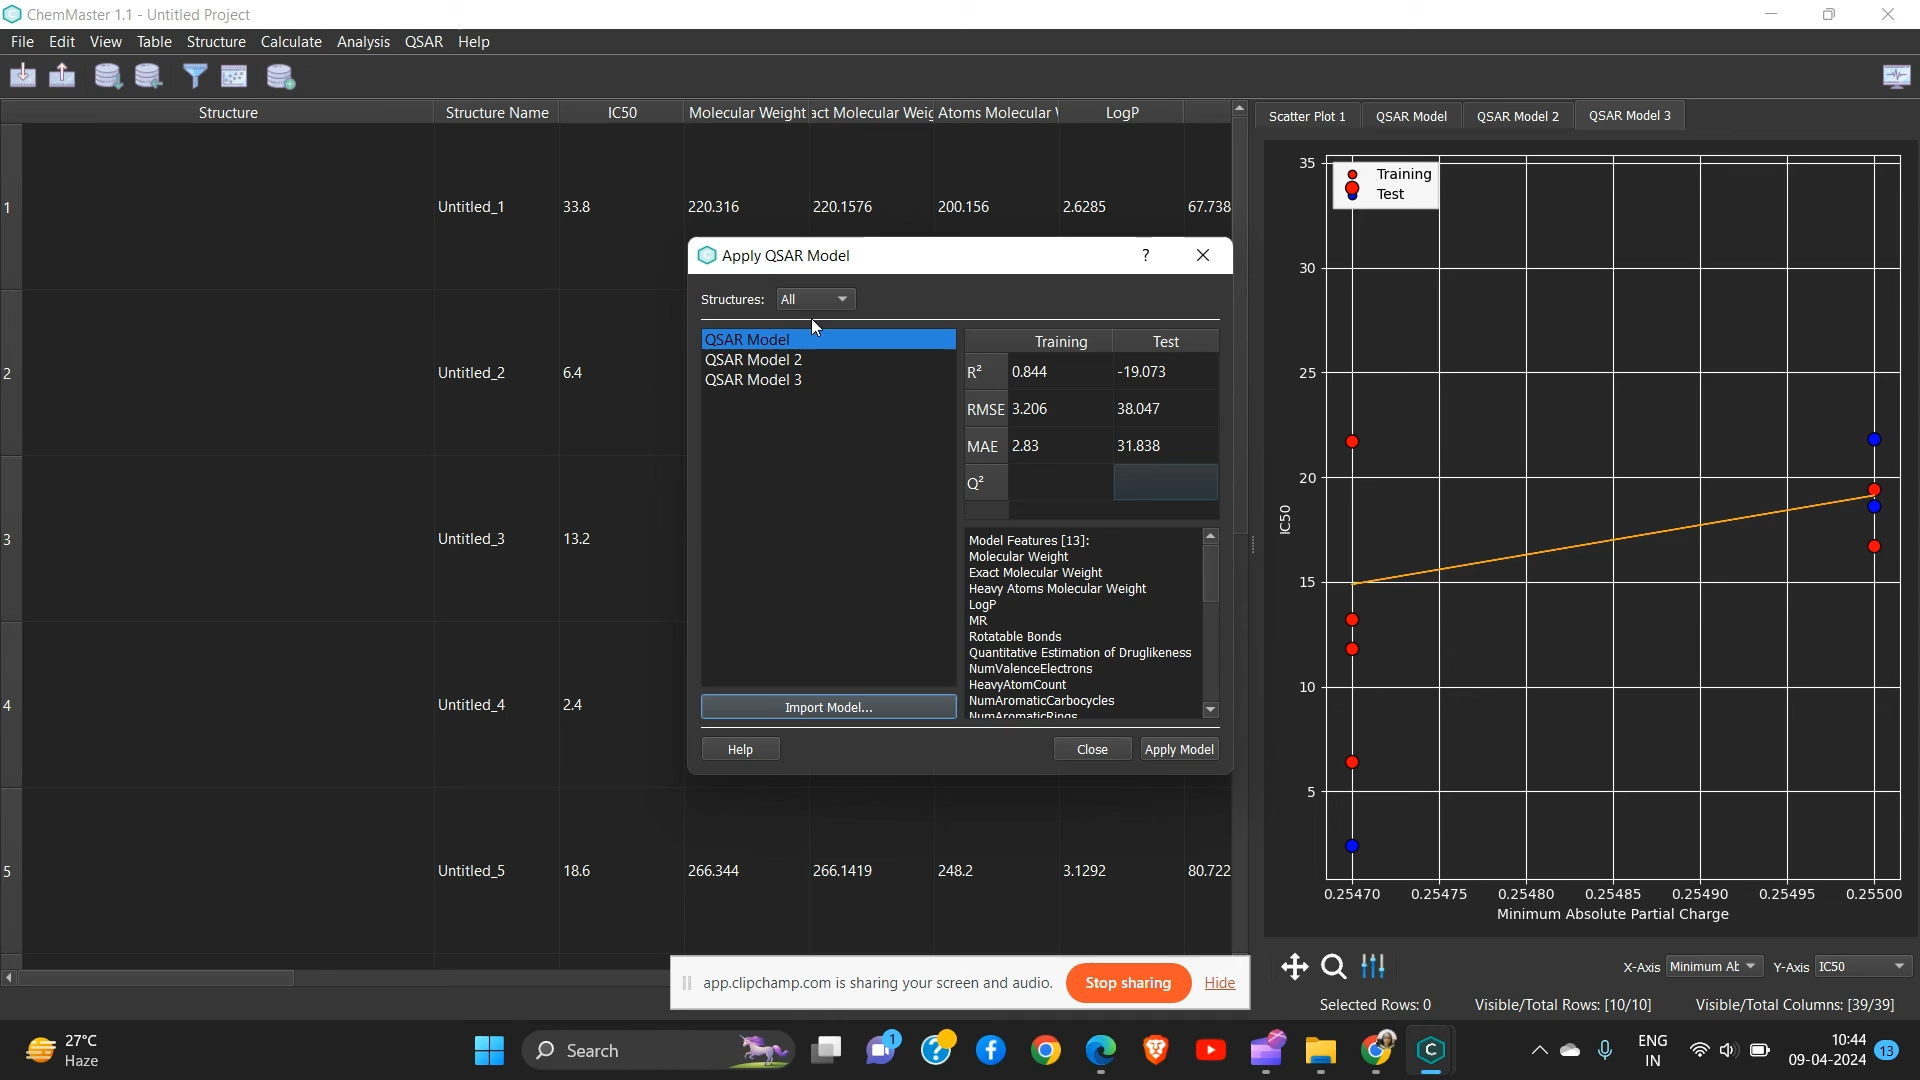 ChemMaster 1.1 - Untitled Project
File Edit View Table Structure Calculate Analysis QSAR Help
Structure Structure Name IC50 Molecular Weight act Molecular Weig Atoms Molecular LogP
1 Untitled_1 33.8 220.316 220.1576 200.156 2.6285 67.738
2 Untitled_2 6.4
3 Untitled_3 13.2
4 Untitled_4 2.4
5 Untitled_5 18.6 266.344 266.1419 248.2 3.1292 80.722
Apply QSAR Model ?
Structures: All
QSAR Model
QSAR Model 2
QSAR Model 3
Import Model...
Training Test
R² 0.844 -19.073
RMSE 3.206 38.047
MAE 2.83 31.838
Q²
Model Features [13]:
Molecular Weight
Exact Molecular Weight
Heavy Atoms Molecular Weight
LogP
MR
Rotatable Bonds
Quantitative Estimation of Druglikeness
NumValenceElectrons
HeavyAtomCount
NumAromaticCarbocycles
NumAromaticRings
Help Close Apply Model
Scatter Plot 1 QSAR Model QSAR Model 2 QSAR Model 3
Training
Test
35
30
25
20
15
10
5
IC50
0.25470 0.25475 0.25480 0.25485 0.25490 0.25495 0.25500
Minimum Absolute Partial Charge
X-Axis Minimum At Y-Axis IC50
Selected Rows: 0 Visible/Total Rows: [10/10] Visible/Total Columns: [39/39]
app.clipchamp.com is sharing your screen and audio. Stop sharing Hide
27°C
Haze
Search
1
ENG
IN
10:44
09-04-2024
13